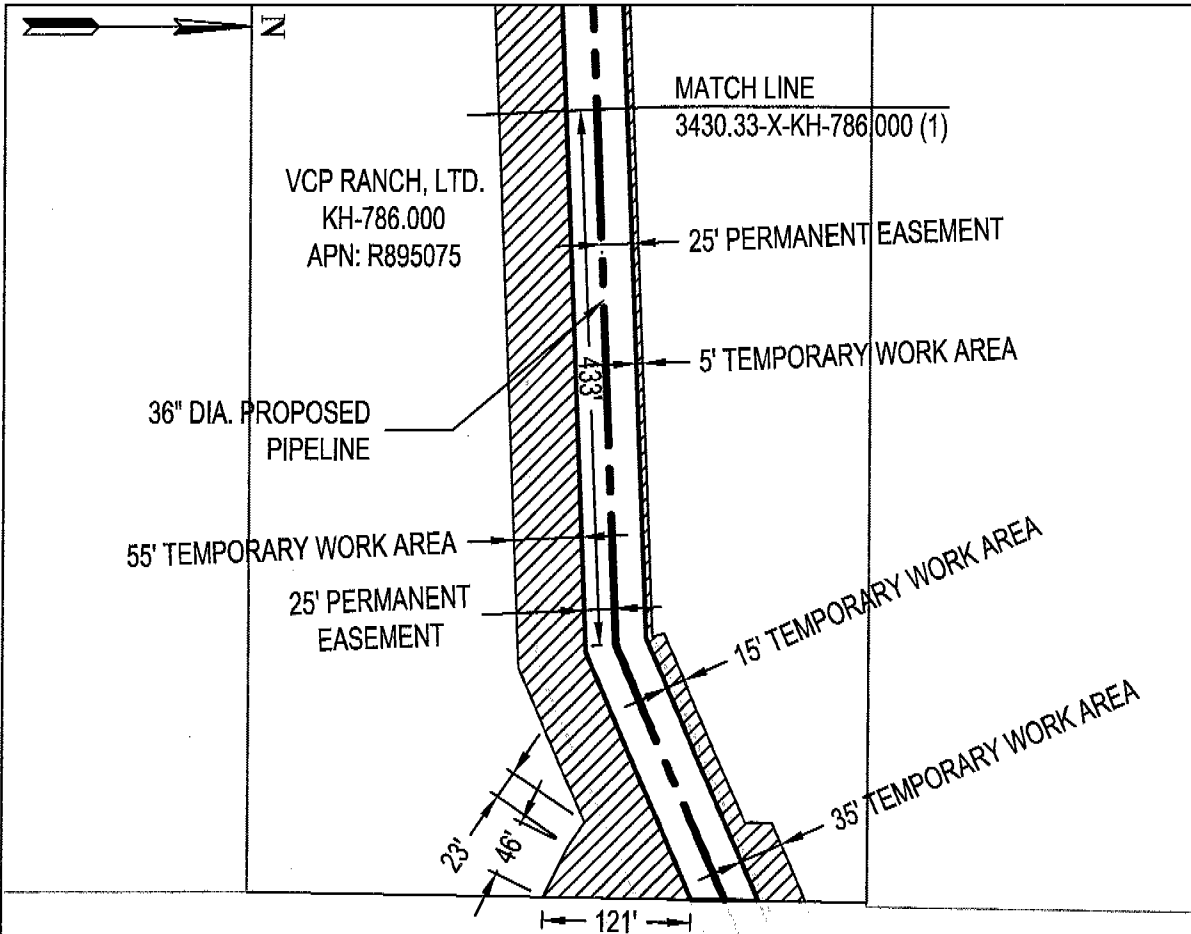 N
MATCH LINE
3430.33-X-KH-786.000 (1)
VCP RANCH, LTD.
KH-786.000
APN: R895075
25' PERMANENT EASEMENT
5' TEMPORARY WORK AREA
433'
36" DIA. PROPOSED
PIPELINE
55' TEMPORARY WORK AREA
25' PERMANENT
EASEMENT
15' TEMPORARY WORK AREA
35' TEMPORARY WORK AREA
23'
46'
121'